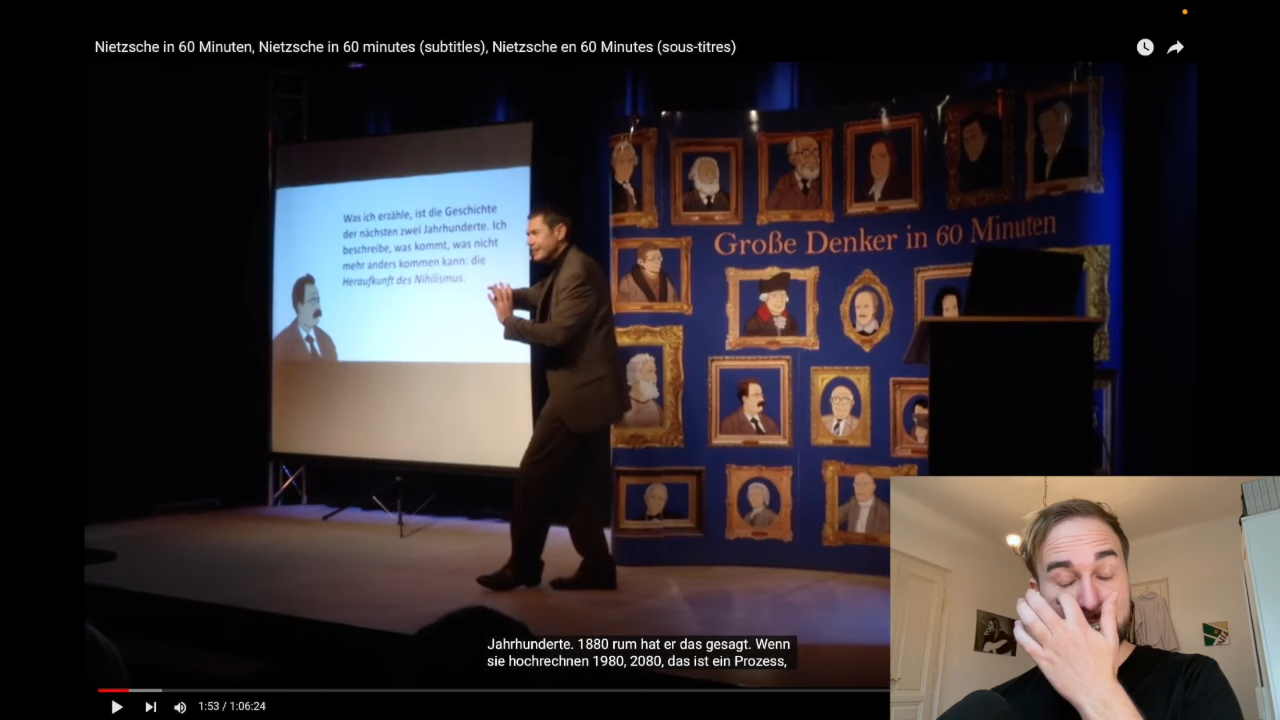 Nietzsche in 60 Minuten, Nietzsche in 60 minutes (subtitles), Nietzsche en 60 Minutes (sous-titres)
Was ich erzähle, ist die Geschichte
der nächsten zwei Jahrhunderte. Ich
beschreibe, was kommt, was nicht
mehr anders kommen kann: die
Heraufkunft des Nihilismus.
Große Denker in 60 Minuten
Jahrhunderte. 1880 rum hat er das gesagt. Wenn
sie hochrechnen 1980, 2080, das ist ein Prozess,
1:53 / 1:06:24